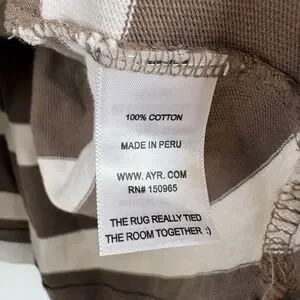 100% COTTON
MADE IN PERU
WWW.AYR.COM
RN# 150965
THE RUG REALLY TIED
THE ROOM TOGETHER :)